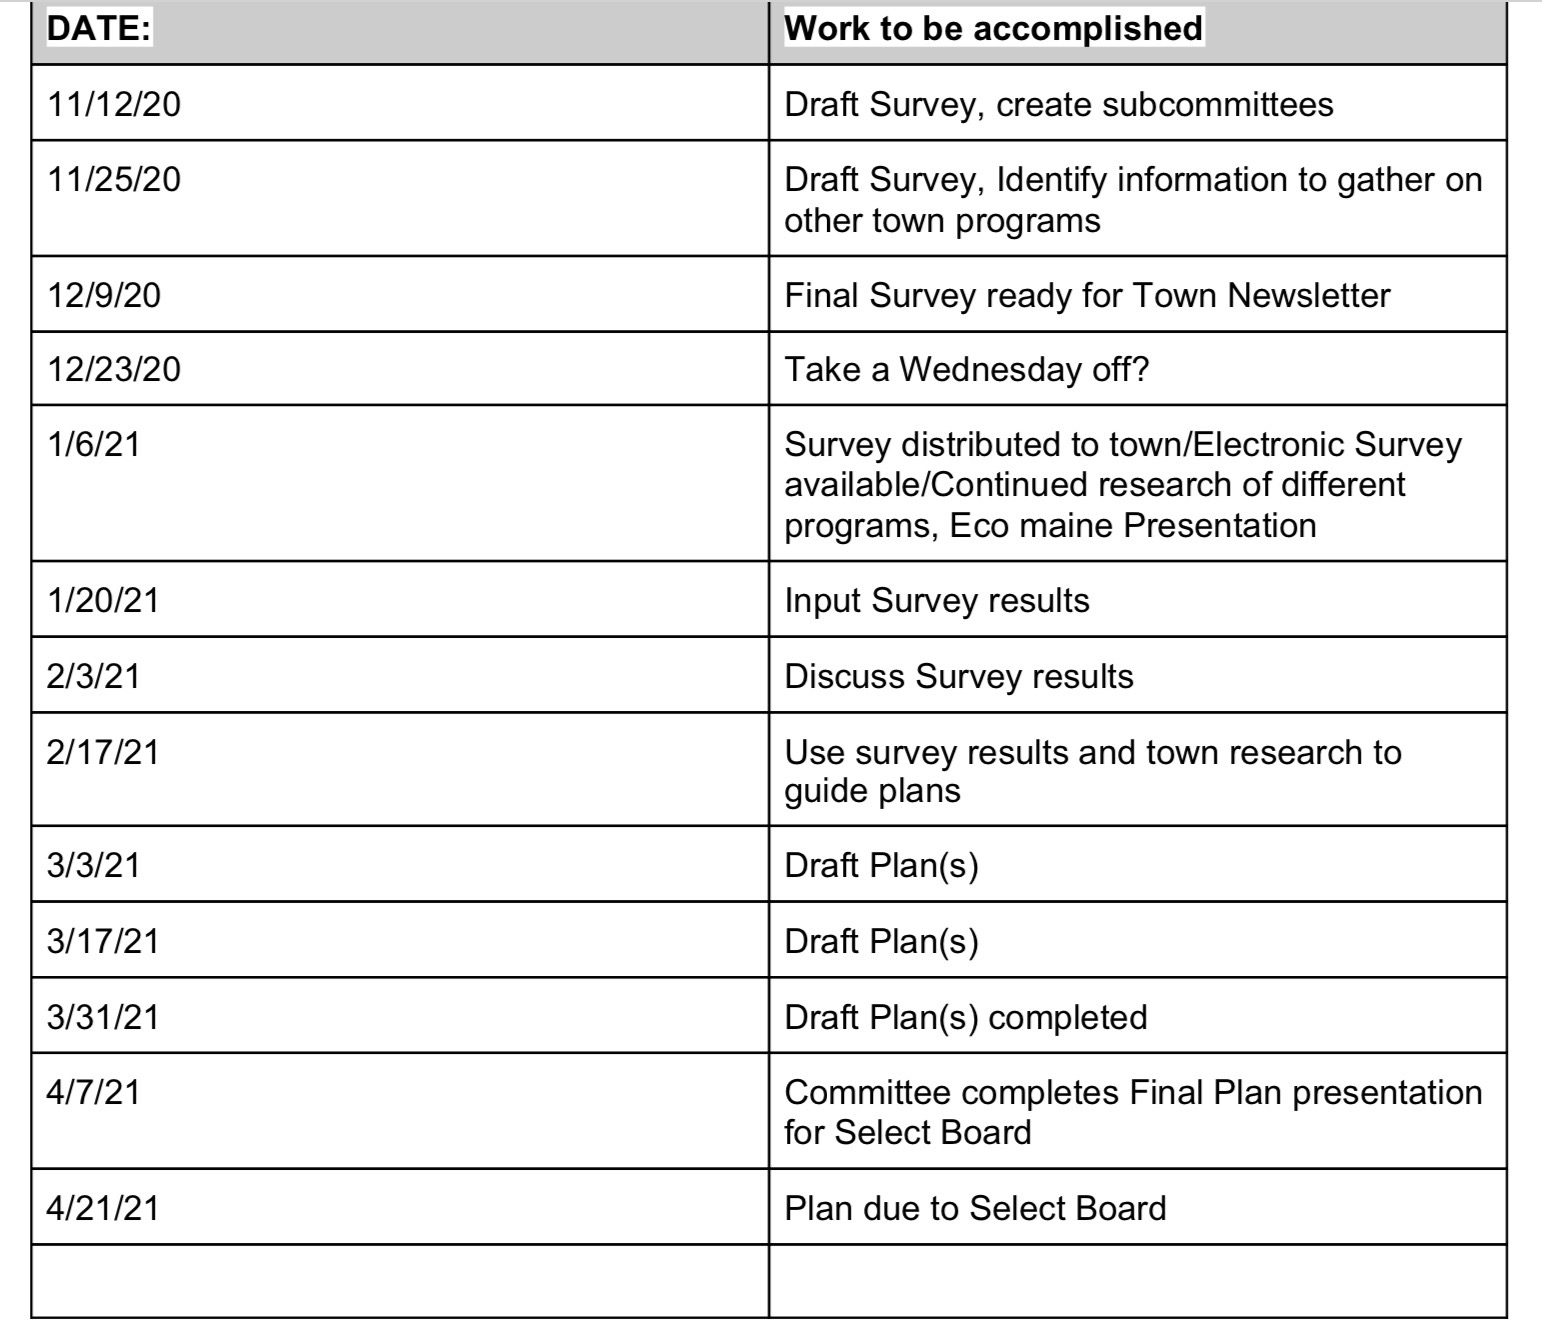 DATE:
Work to be accomplished
11/12/20
Draft Survey, create subcommittees
11/25/20
Draft Survey, Identify information to gather on
other town programs
12/9/20
Final Survey ready for Town Newsletter
12/23/20
Take a Wednesday off?
1/6/21
Survey distributed to town/Electronic Survey
available/Continued research of different
programs, Eco maine Presentation
1/20/21
Input Survey results
2/3/21
Discuss Survey results
2/17/21
Use survey results and town research to
guide plans
3/3/21
Draft Plan(s)
3/17/21
Draft Plan(s)
3/31/21
Draft Plan(s) completed
4/7/21
Committee completes Final Plan presentation
for Select Board
4/21/21
Plan due to Select Board